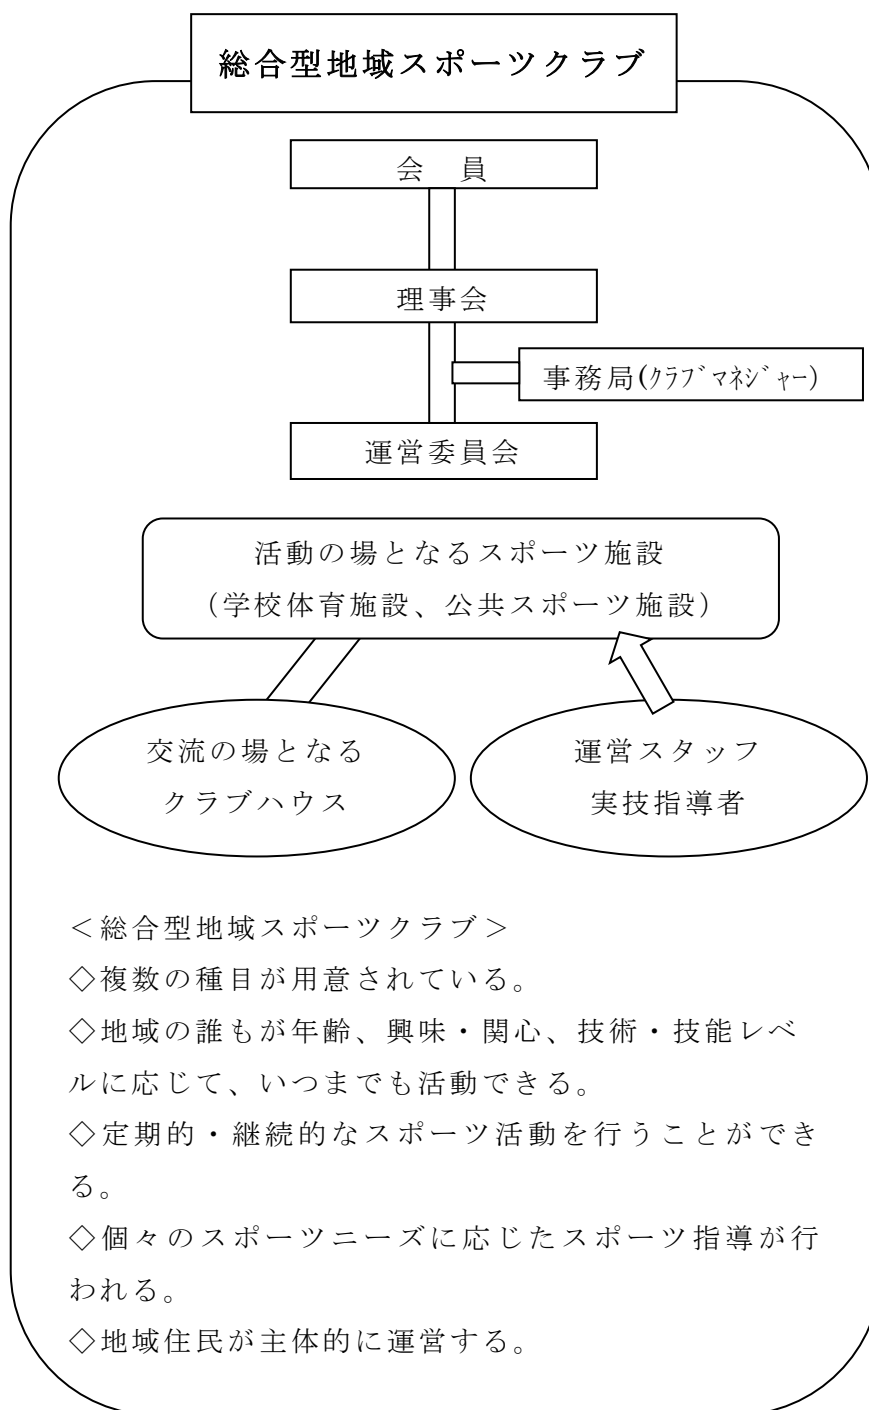 総合型地域スポーツクラブ
会　員
理事会
事務局(ｸﾗﾌﾞﾏﾈｼﾞｬｰ)
運営委員会
活動の場となるスポーツ施設
（学校体育施設、公共スポーツ施設）
交流の場となる
クラブハウス
運営スタッフ
実技指導者
＜総合型地域スポーツクラブ＞
◇複数の種目が用意されている。
◇地域の誰もが年齢、興味・関心、技術・技能レベ
ルに応じて、いつまでも活動できる。
◇定期的・継続的なスポーツ活動を行うことができ
る。
◇個々のスポーツニーズに応じたスポーツ指導が行
われる。
◇地域住民が主体的に運営する。